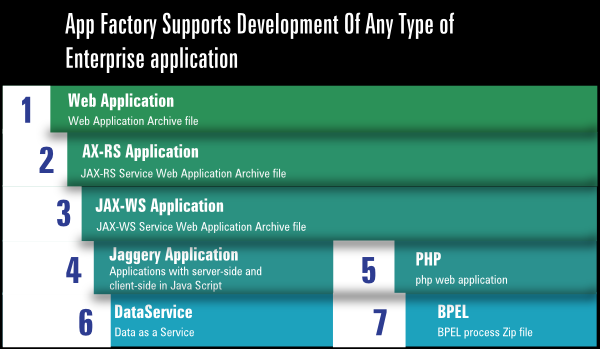 App Factory Supports Development Of Any Type of
Enterprise application
1
Web Application
Web Application Archive file
2
AX-RS Application
JAX-RS Service Web Application Archive file
3
JAX-WS Application
JAX-WS Service Web Application Archive file
4
Jaggery Application
Applications with server-side and
client-side in Java Script
5
PHP
php web application
6
DataService
Data as a Service
7
BPEL
BPEL process Zip file